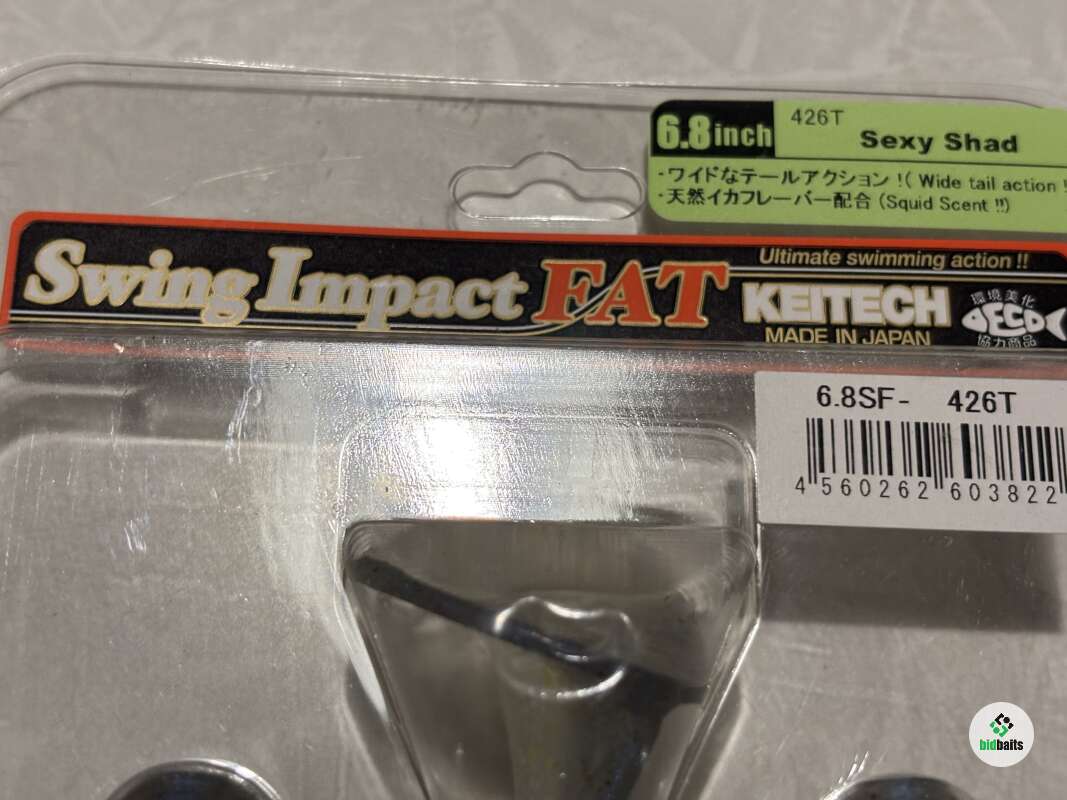 6.8inch 426T Sexy Shad
・ワイドなテールアクション !( Wide tail action !
・天然イカフレーバー配合 (Squid Scent !!)
Swing Impact FAT
Ultimate swimming action !!
KEITECH
MADE IN JAPAN
環境美化
ECO
協力商品
6.8SF- 426T
4 560262 603822
bidbaits